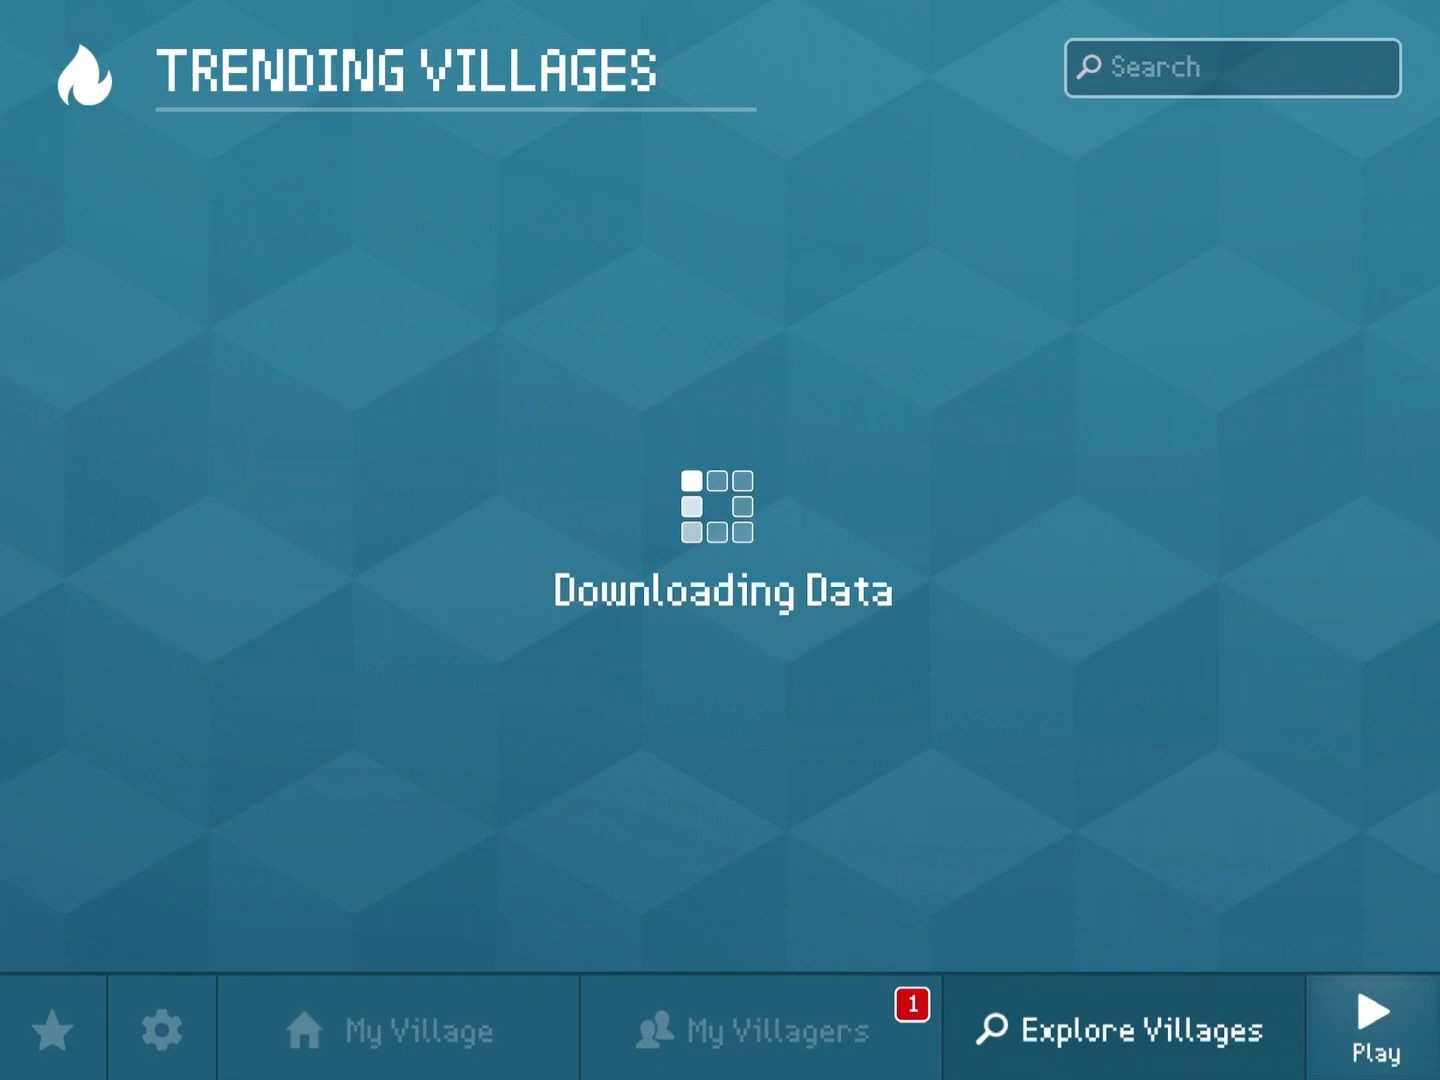 TRENDING VILLAGES
Search
Downloading Data
My Village
My Villagers
1
Explore Villages
Play